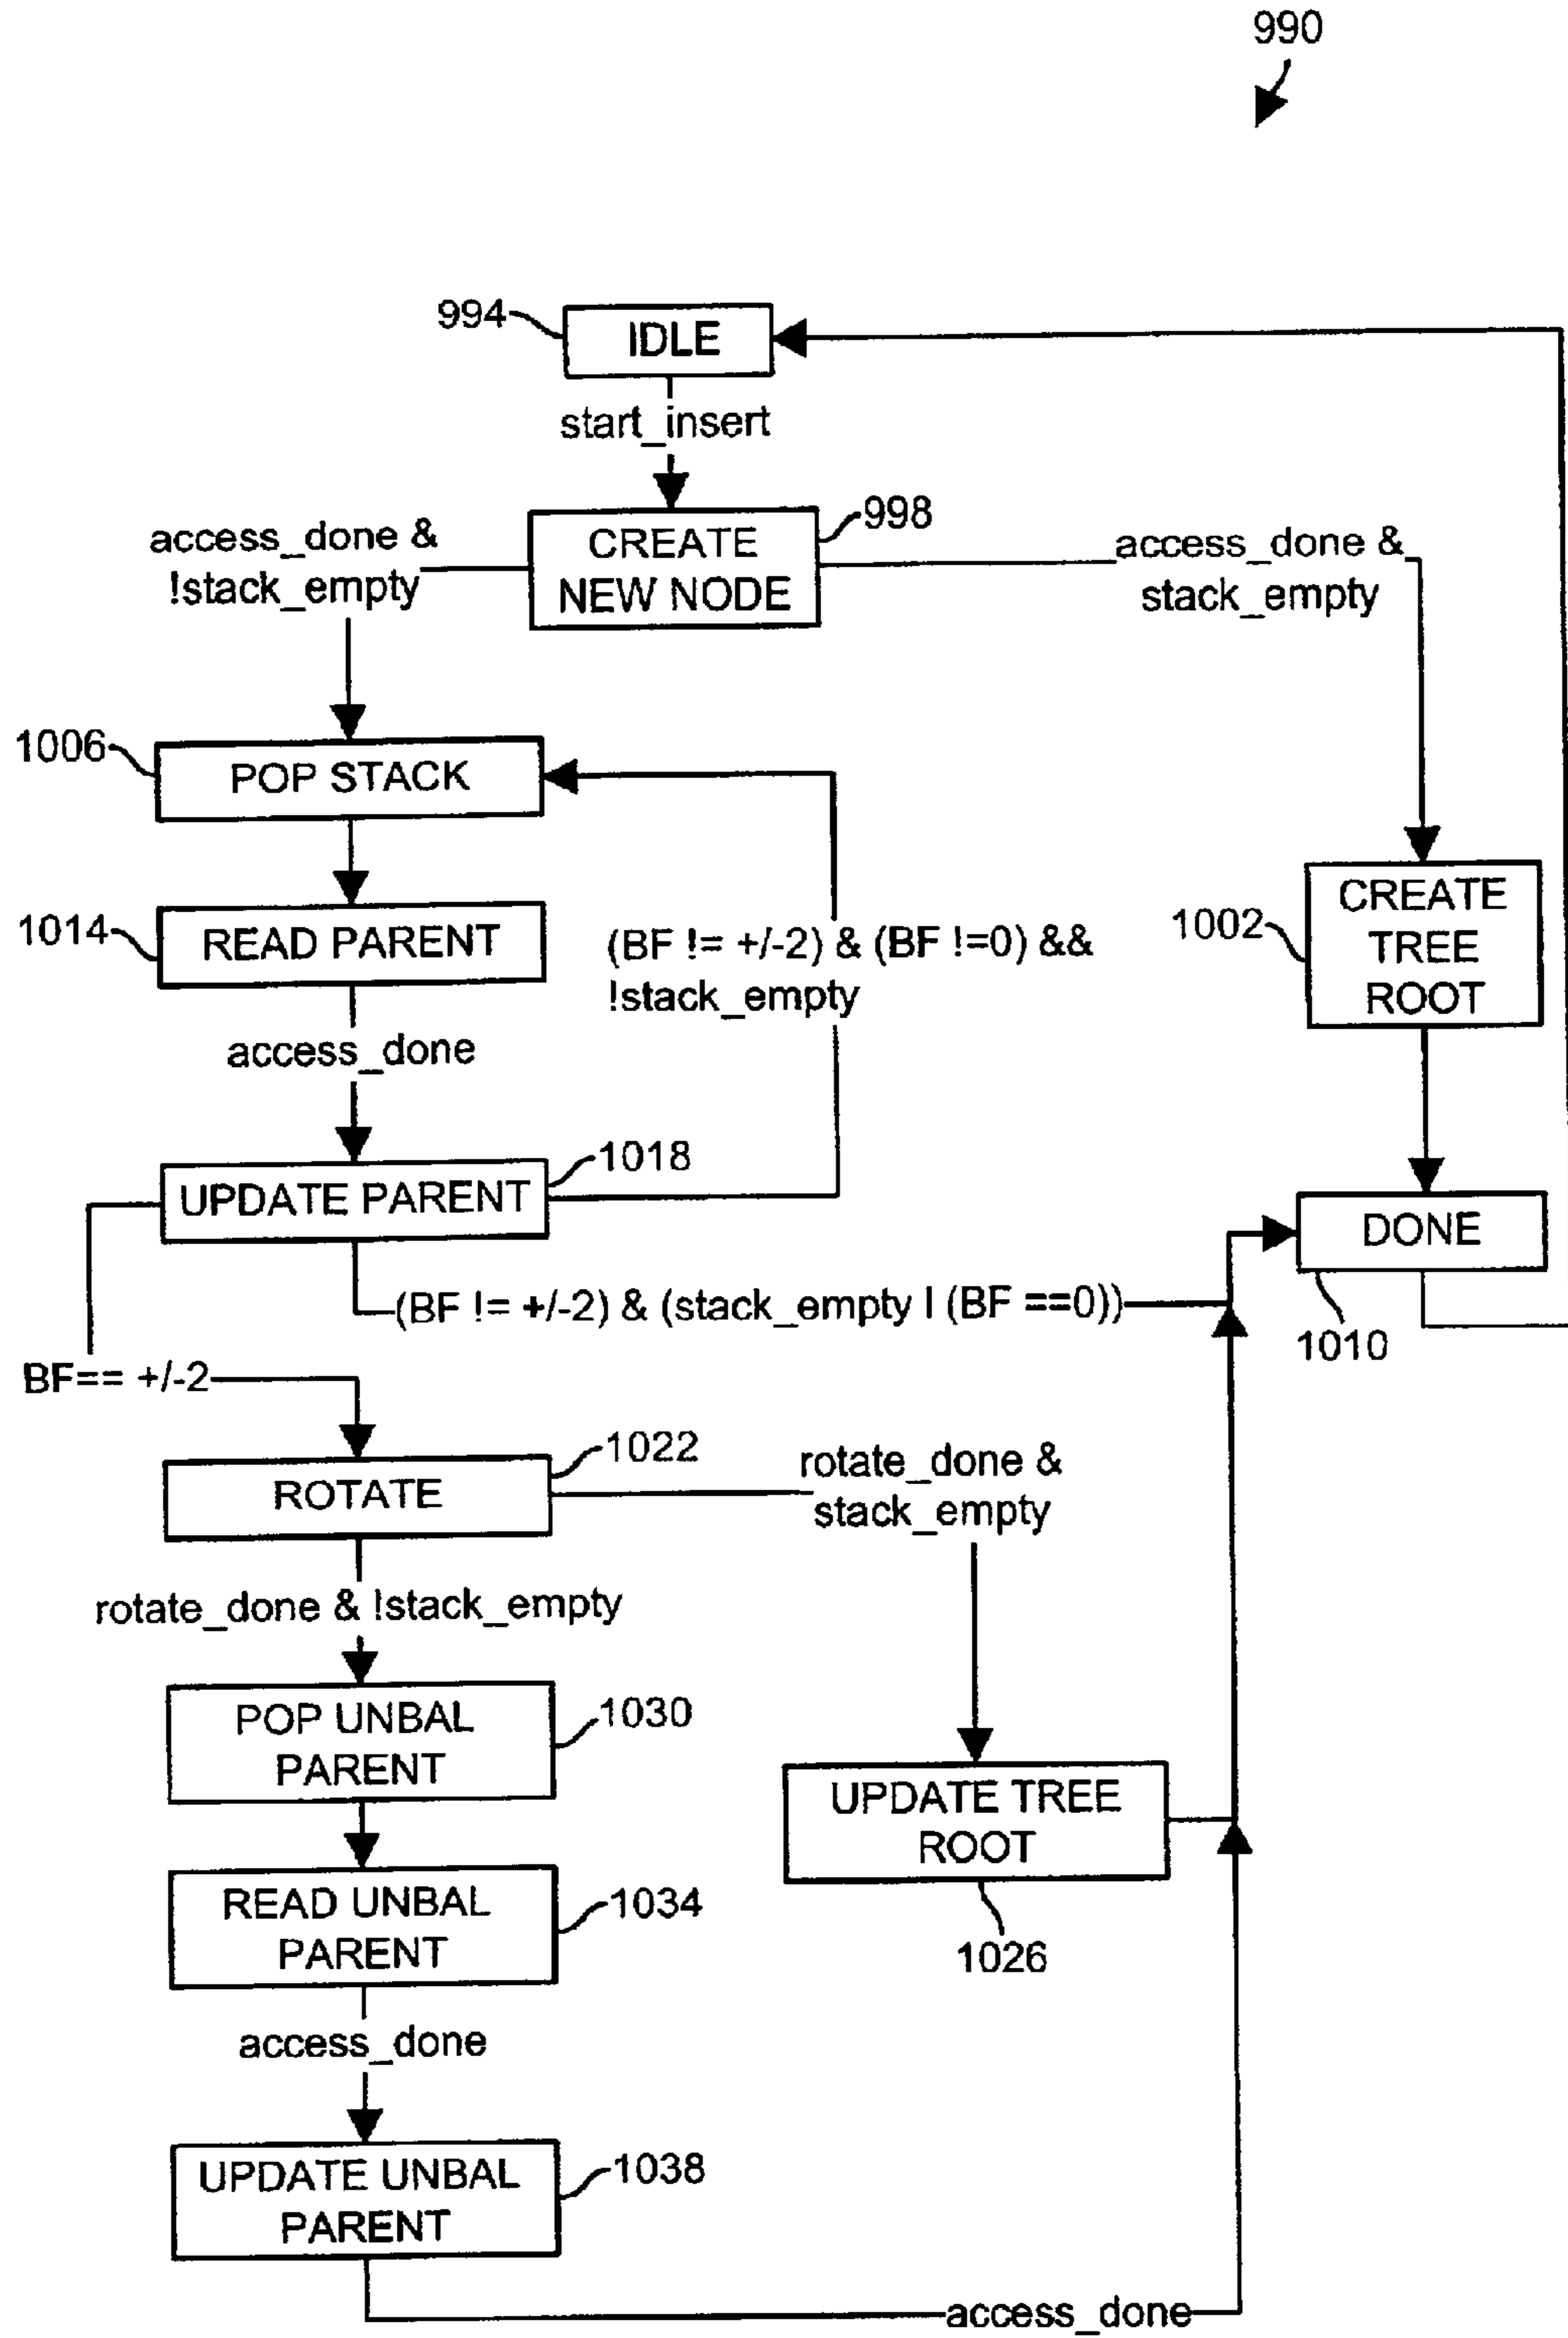 990
994
IDLE
start_insert
998
CREATE
NEW NODE
access_done &
!stack_empty
access_done &
stack_empty
1006
POP STACK
1014
READ PARENT
(BF != +/-2) & (BF !=0) &&
!stack_empty
1002
CREATE
TREE
ROOT
access_done
1018
UPDATE PARENT
DONE
(BF != +/-2) & (stack_empty I (BF ==0))
1010
BF== +/-2
1022
ROTATE
rotate_done &
stack_empty
rotate_done & !stack_empty
POP UNBAL
PARENT
1030
UPDATE TREE
ROOT
1026
READ UNBAL
PARENT
1034
access_done
UPDATE UNBAL
PARENT
1038
access_done